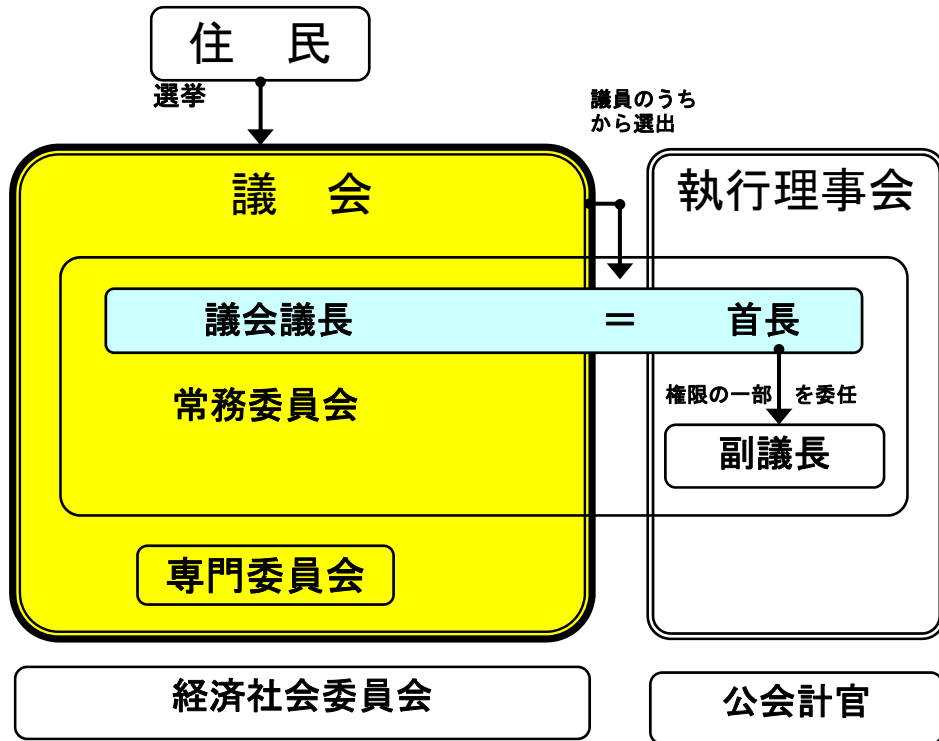 住　民
選挙
議員のうち
から選出
議　会
執行理事会
議会議長　＝　首長
常務委員会
権限の一部　を委任
副議長
専門委員会
経済社会委員会
公会計官